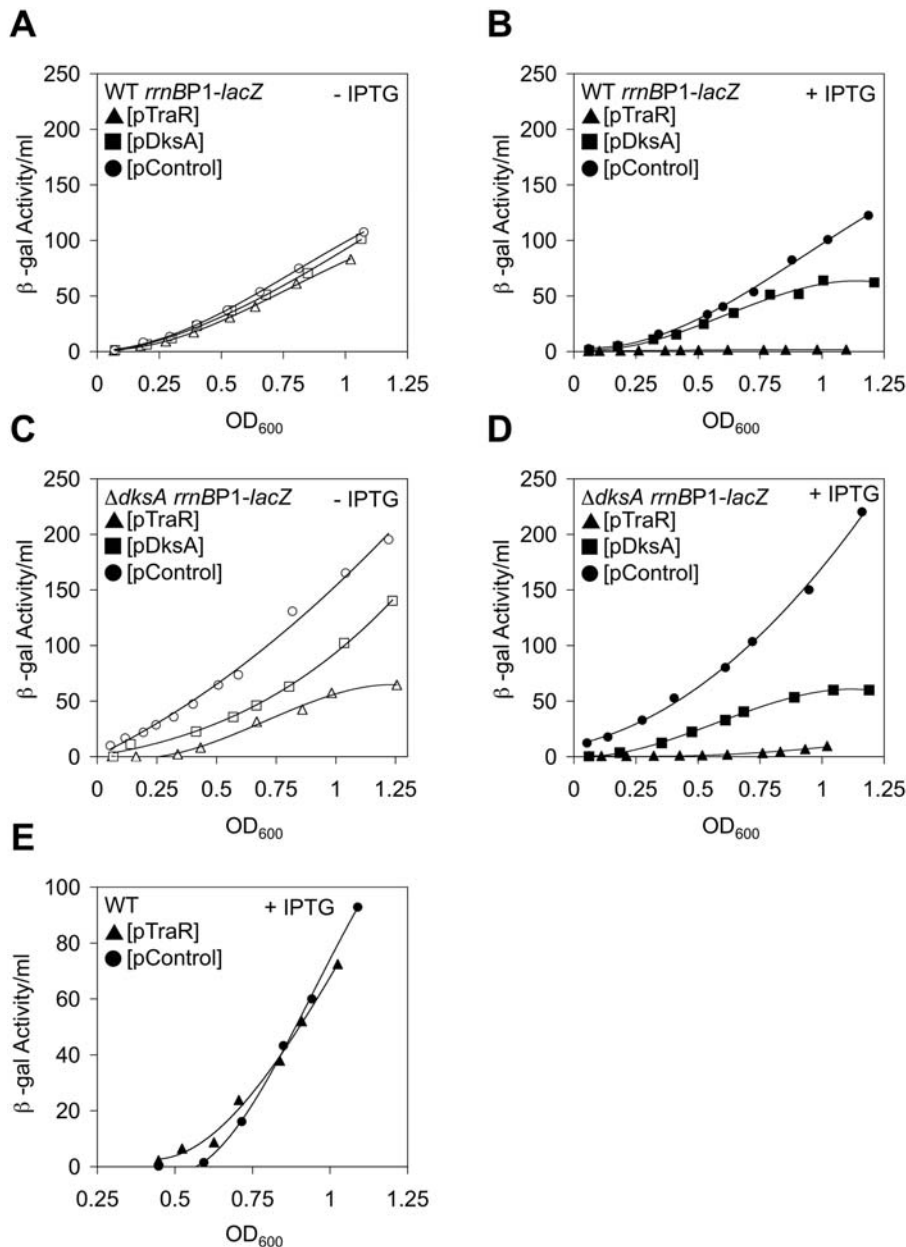 A
WT rrnBP1-lacZ - IPTG
[pTraR]
[pDksA]
[pControl]
250
200
150
100
50
0
β -gal Activity/ml
0 0.25 0.5 0.75 1 1.25
OD600
B
WT rrnBP1-lacZ + IPTG
[pTraR]
[pDksA]
[pControl]
250
200
150
100
50
0
β -gal Activity/ml
0 0.25 0.5 0.75 1 1.25
OD600
C
ΔdksA rrnBP1-lacZ - IPTG
[pTraR]
[pDksA]
[pControl]
250
200
150
100
50
0
β -gal Activity/ml
0 0.25 0.5 0.75 1 1.25
OD600
D
ΔdksA rrnBP1-lacZ + IPTG
[pTraR]
[pDksA]
[pControl]
250
200
150
100
50
0
β -gal Activity/ml
0 0.25 0.5 0.75 1 1.25
OD600
E
WT + IPTG
[pTraR]
[pControl]
100
80
60
40
20
0
β -gal Activity/ml
0.25 0.5 0.75 1 1.25
OD600